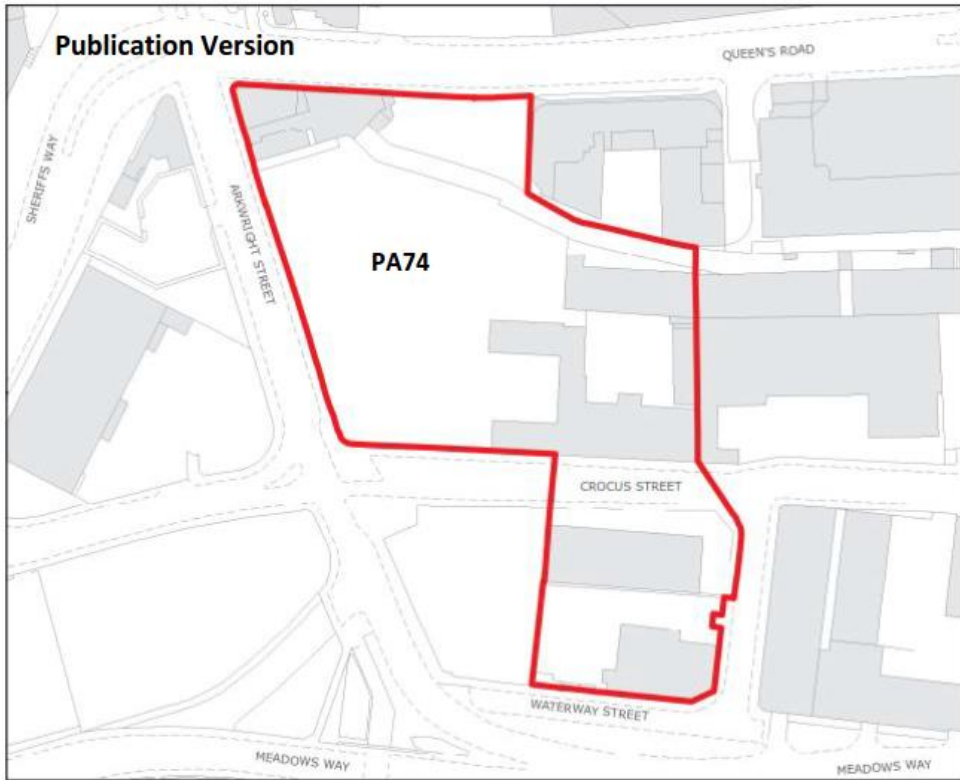 Publication Version
QUEEN'S ROAD
SHERIFFS WAY
ARKWRIGHT STREET
PA74
CROCUS STREET
WATERWAY STREET
MEADOWS WAY
MEADOWS WAY